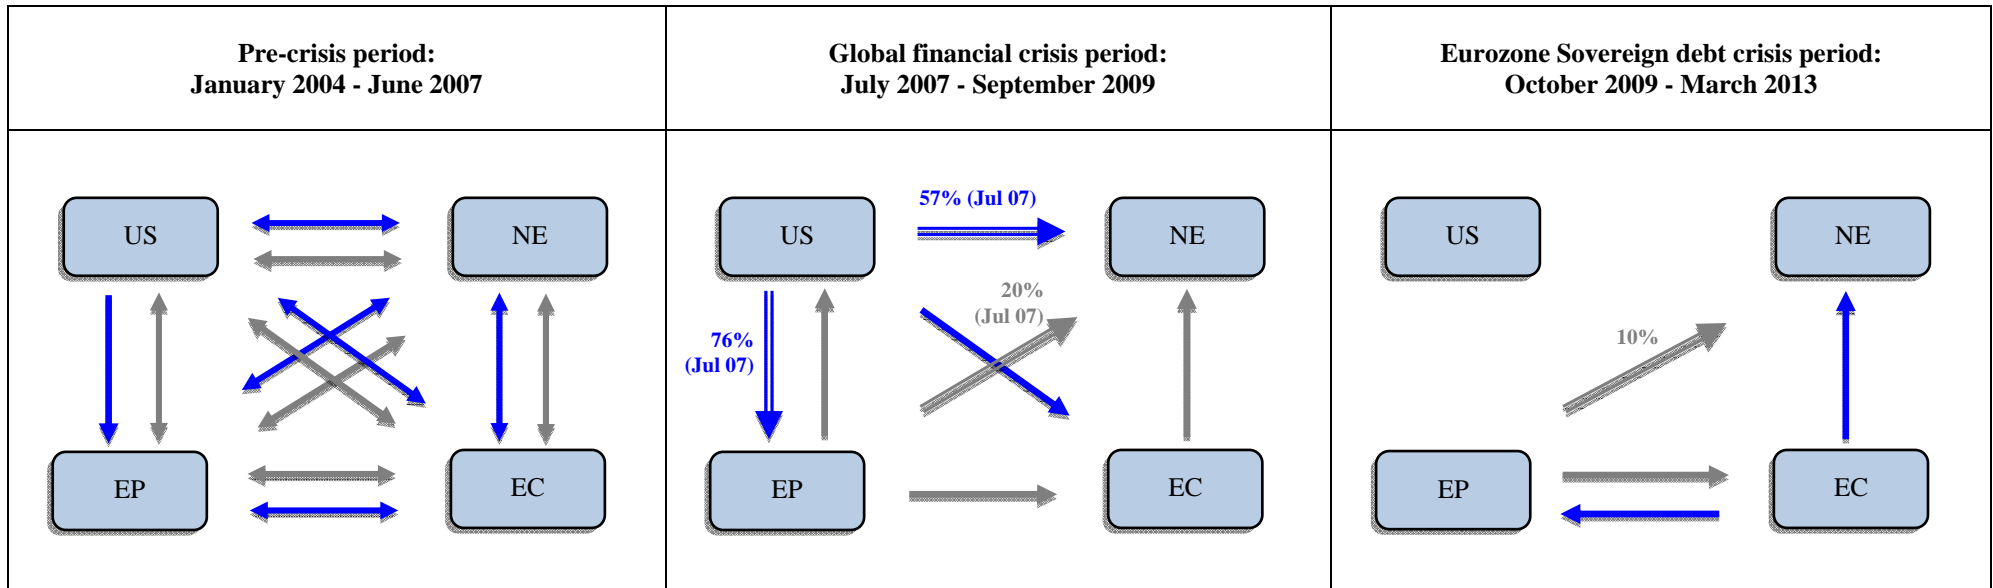 Pre-crisis period:
January 2004 - June 2007
Global financial crisis period:
July 2007 - September 2009
Eurozone Sovereign debt crisis period:
October 2009 - March 2013
US
NE
EP
EC
57% (Jul 07)
US
NE
20%
(Jul 07)
76%
(Jul 07)
EP
EC
US
NE
10%
EP
EC